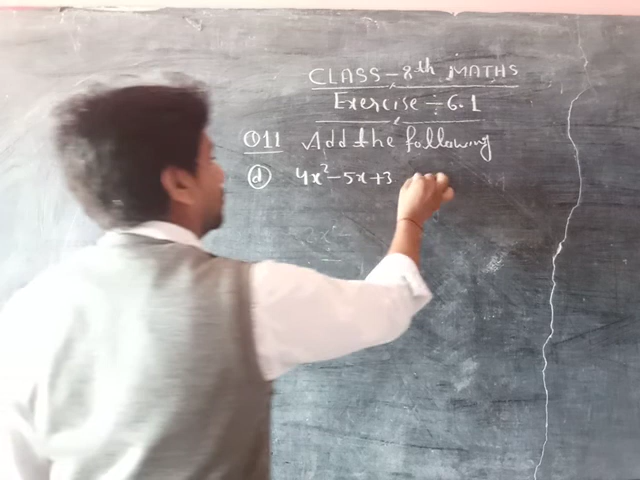 CLASS - 8th MATHS
Exercise ÷ 6.1
Q11 Add the following
(d) 4x² - 5x + 3